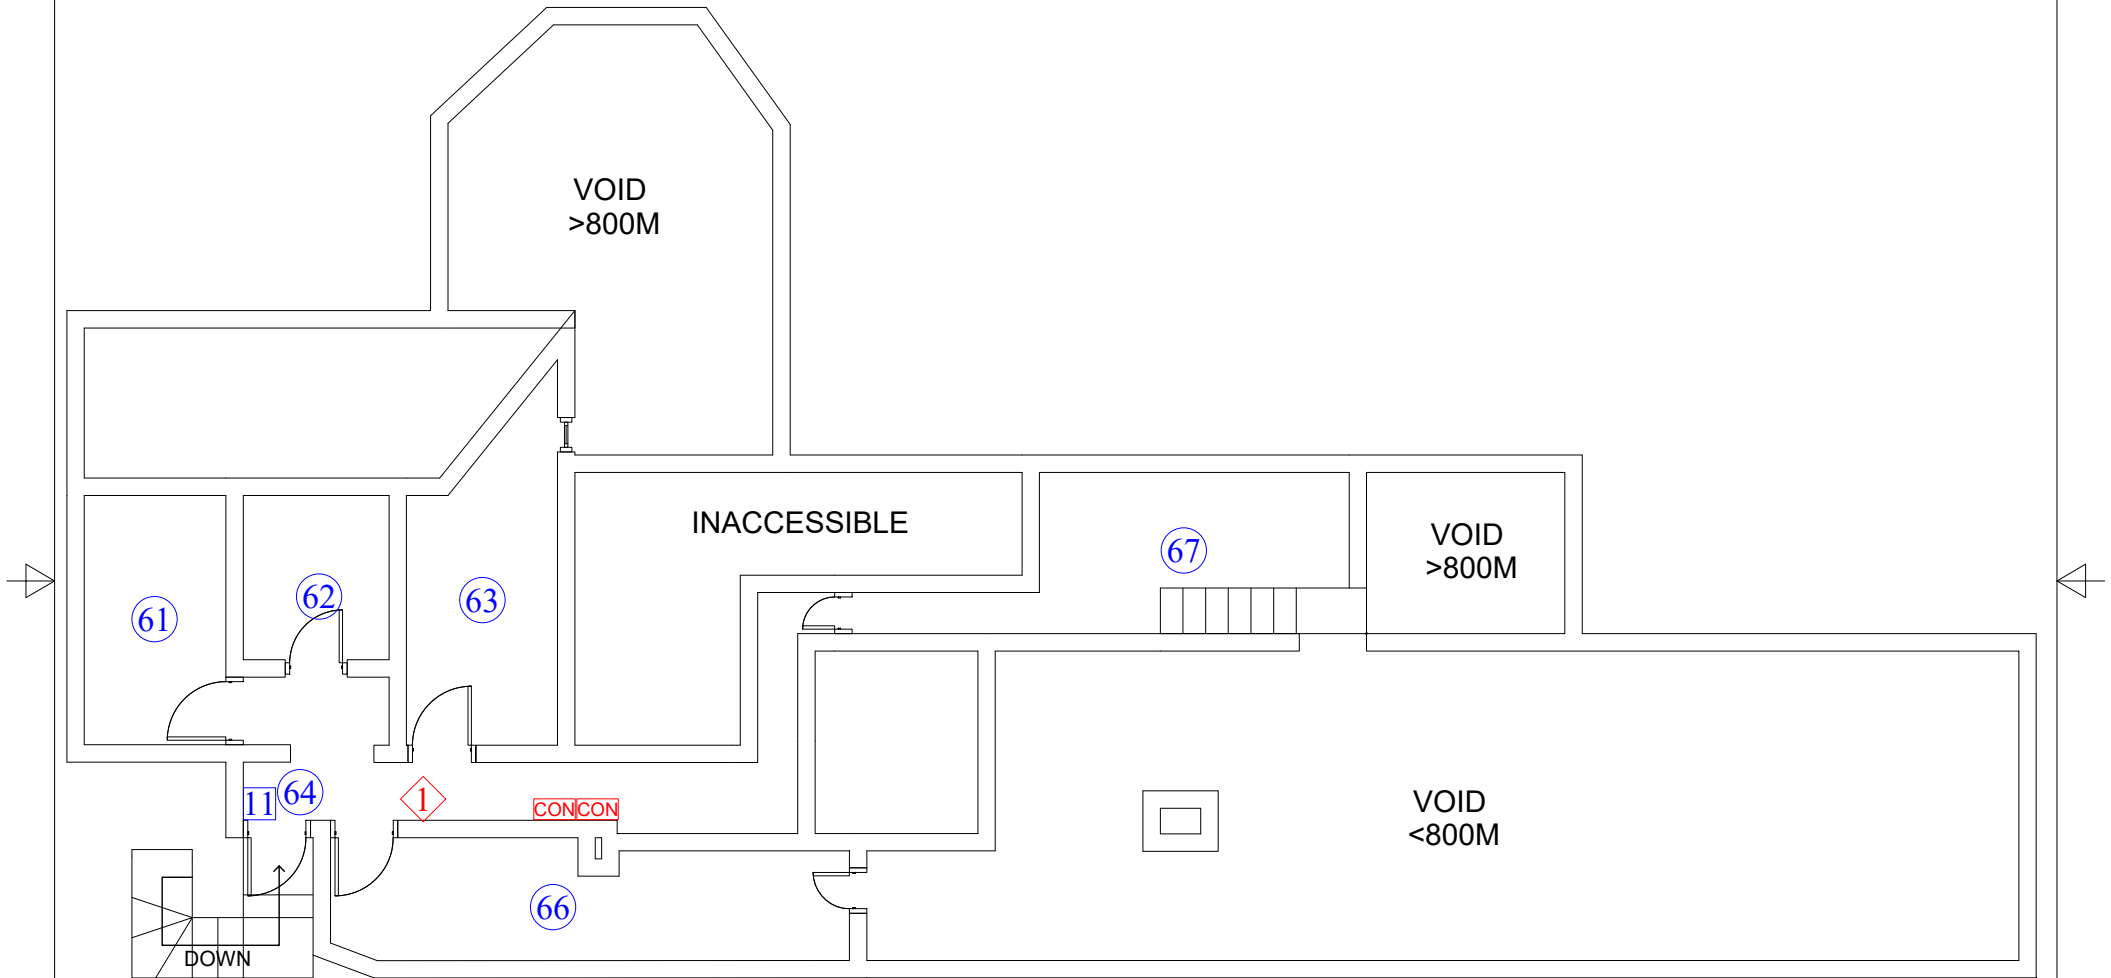 VOID
>800M
INACCESSIBLE
VOID
>800M
67
62
63
61
VOID
<800M
64
11
1
CON
CON
66
DOWN